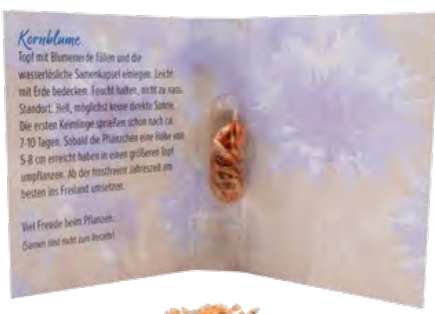 Kornblume
Topf mit Blumenerde füllen und die
wasserlösliche Samenkapsel einlegen. Leicht
mit Erde bedecken. Feucht halten, nicht zu nass.
Standort: Hell, möglichst keine direkte Sonne.
Die ersten Keimlinge sprießen schon nach ca.
7-10 Tagen. Sobald die Pflänzchen eine Höhe von
5-8 cm erreicht haben in einen größeren Topf
umpflanzen. Ab der frostfreien Jahreszeit am
besten ins Freiland umsetzen.
Viel Freude beim Pflanzen.
(Samen sind nicht zum Verzehr)